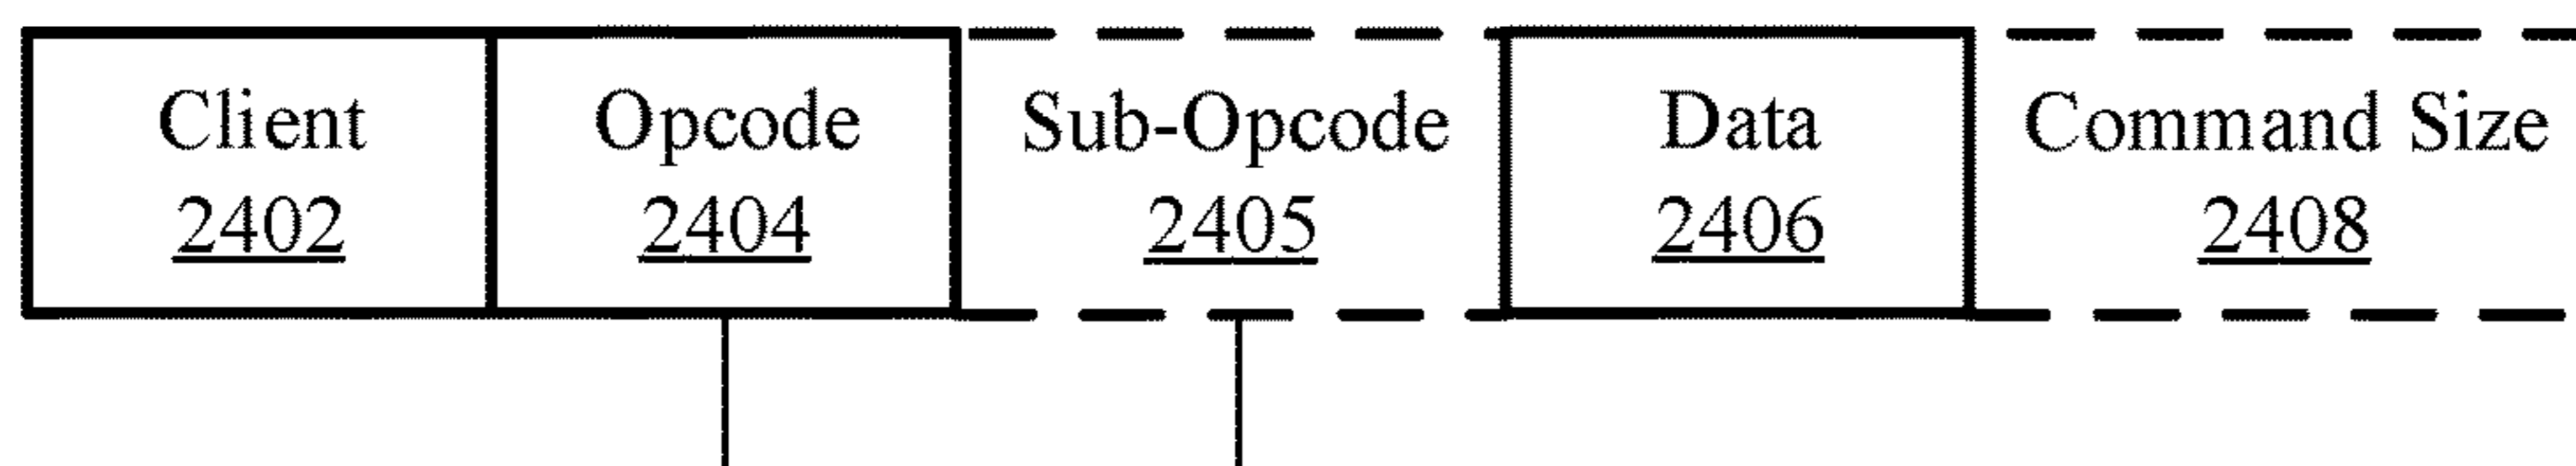 Client Opcode Sub-Opcode Data Command Size
2402 2404 2405 2406 2408